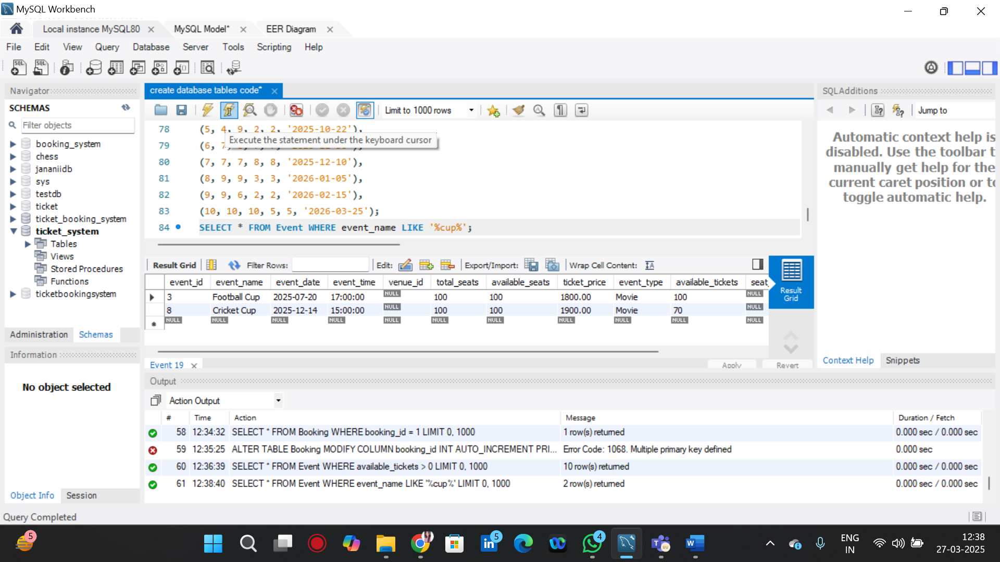 MySQL Workbench
Local instance MySQL80
MySQL Model*
EER Diagram
File Edit View Query Database Server Tools Scripting Help
Navigator
SCHEMAS
Filter objects
booking_system
chess
jananiidb
sys
testdb
ticket
ticket_booking_system
ticket_system
Tables
Views
Stored Procedures
Functions
ticketbookingsystem
Administration Schemas
Information
No object selected
Object Info Session
Query Completed
create database tables code*
Limit to 1000 rows
78 (5, 4, 9, 2, 2, '2025-10-22'),
Execute the statement under the keyboard cursor
79 (6, 7,
80 (7, 7, 7, 8, 8, '2025-12-10'),
81 (8, 9, 9, 3, 3, '2026-01-05'),
82 (9, 9, 6, 2, 2, '2026-02-15'),
83 (10, 10, 10, 5, 5, '2026-03-25');
84 SELECT * FROM Event WHERE event_name LIKE '%cup%';
Result Grid Filter Rows: Edit: Export/Import: Wrap Cell Content:
event_id event_name event_date event_time venue_id total_seats available_seats ticket_price event_type available_tickets seat_
3 Football Cup 2025-07-20 17:00:00 NULL 100 100 1800.00 Movie 100 NULL
8 Cricket Cup 2025-12-14 15:00:00 NULL 100 100 1900.00 Movie 70 NULL
NULL NULL NULL NULL NULL NULL NULL NULL NULL NULL NULL
Result
Grid
Event 19
Apply Revert
Output
Action Output
# Time Action Message Duration / Fetch
58 12:34:32 SELECT * FROM Booking WHERE booking_id = 1 LIMIT 0, 1000 1 row(s) returned 0.000 sec / 0.000 sec
59 12:35:25 ALTER TABLE Booking MODIFY COLUMN booking_id INT AUTO_INCREMENT PRI... Error Code: 1068. Multiple primary key defined 0.000 sec
60 12:36:39 SELECT * FROM Event WHERE available_tickets > 0 LIMIT 0, 1000 10 row(s) returned 0.000 sec / 0.000 sec
61 12:38:40 SELECT * FROM Event WHERE event_name LIKE '%cup%' LIMIT 0, 1000 2 row(s) returned 0.000 sec / 0.000 sec
SQLAdditions
Jump to
Automatic context help is
disabled. Use the toolbar t
manually get help for the
current caret position or to
toggle automatic help.
Context Help Snippets
5
5
4
ENG
IN
12:38
27-03-2025